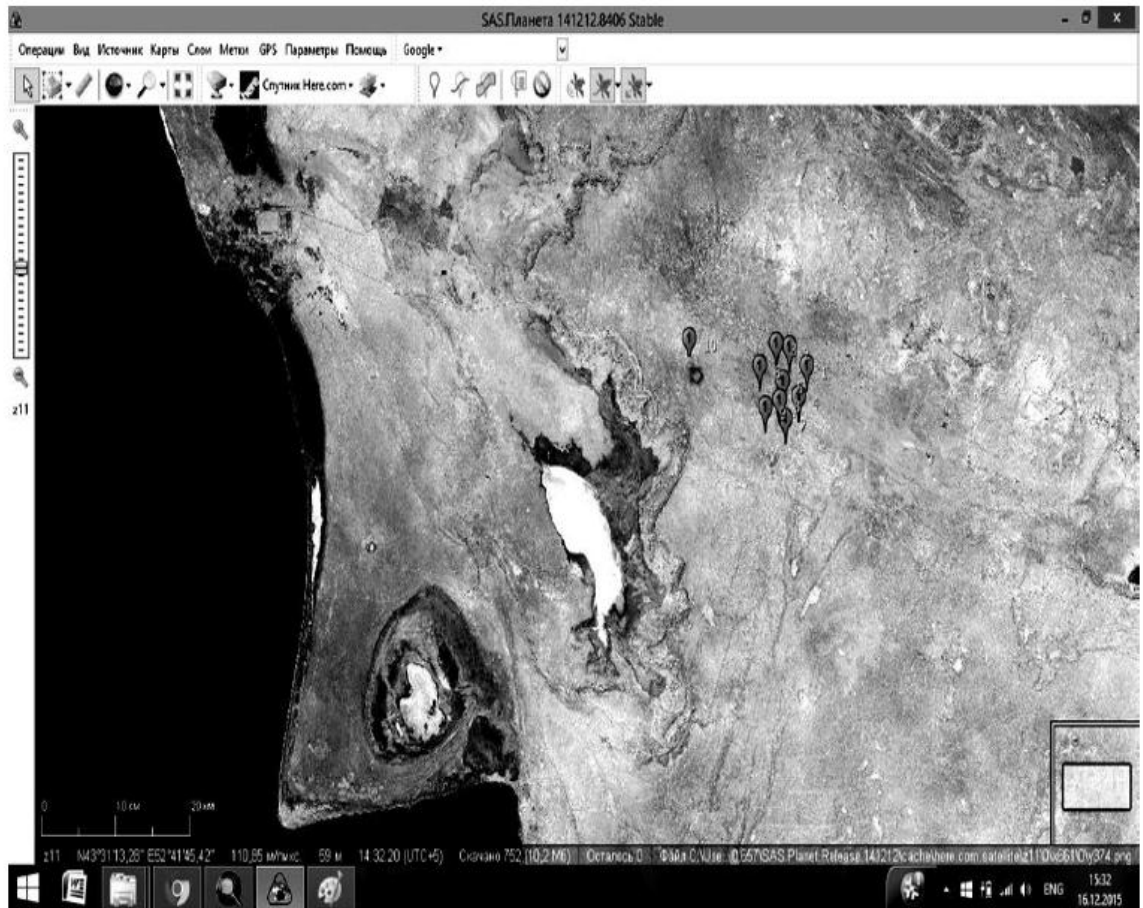 SAS.Планета 141212.8406 Stable
Операции Вид Источник Карты Слои Метки GPS Параметры Помощь Google
Спутник Here.com
z11
10
0 10 км 20 км
z11 N43°31'13,26" E52°41'45,42" 110,85 м/пикс. 59 м 14:32:20 (UTC+5) Скачано 752 (10,2 Мб) Осталось 0 Файл
ENG
15:32
16.12.2015